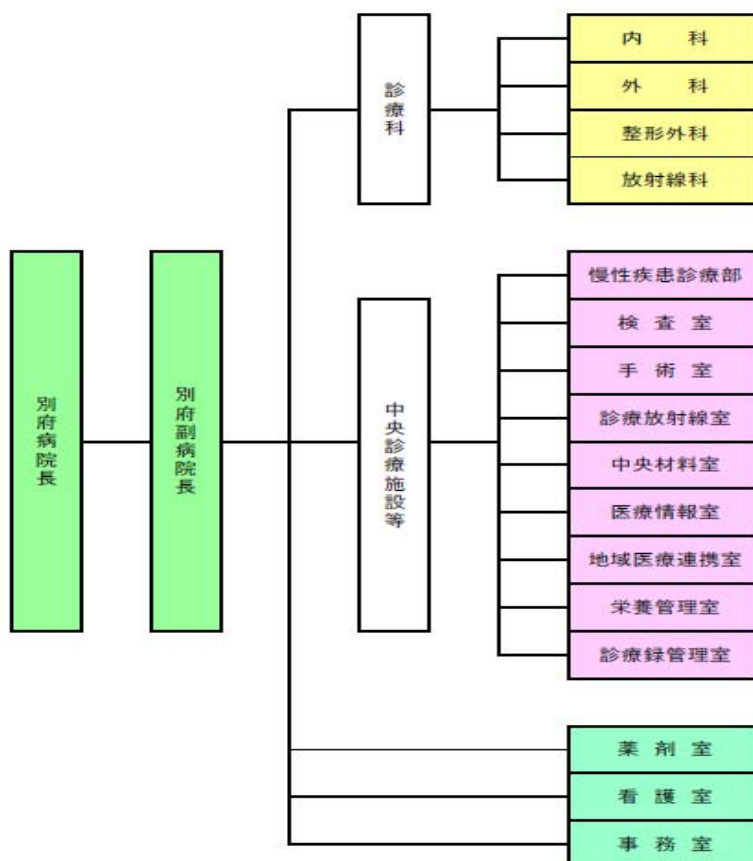 別府病院長
別府副病院長
診療科
内科
外科
整形外科
放射線科
中央診療施設等
慢性疾患診療部
検査室
手術室
診療放射線室
中央材料室
医療情報室
地域医療連携室
栄養管理室
診療録管理室
薬剤室
看護室
事務室